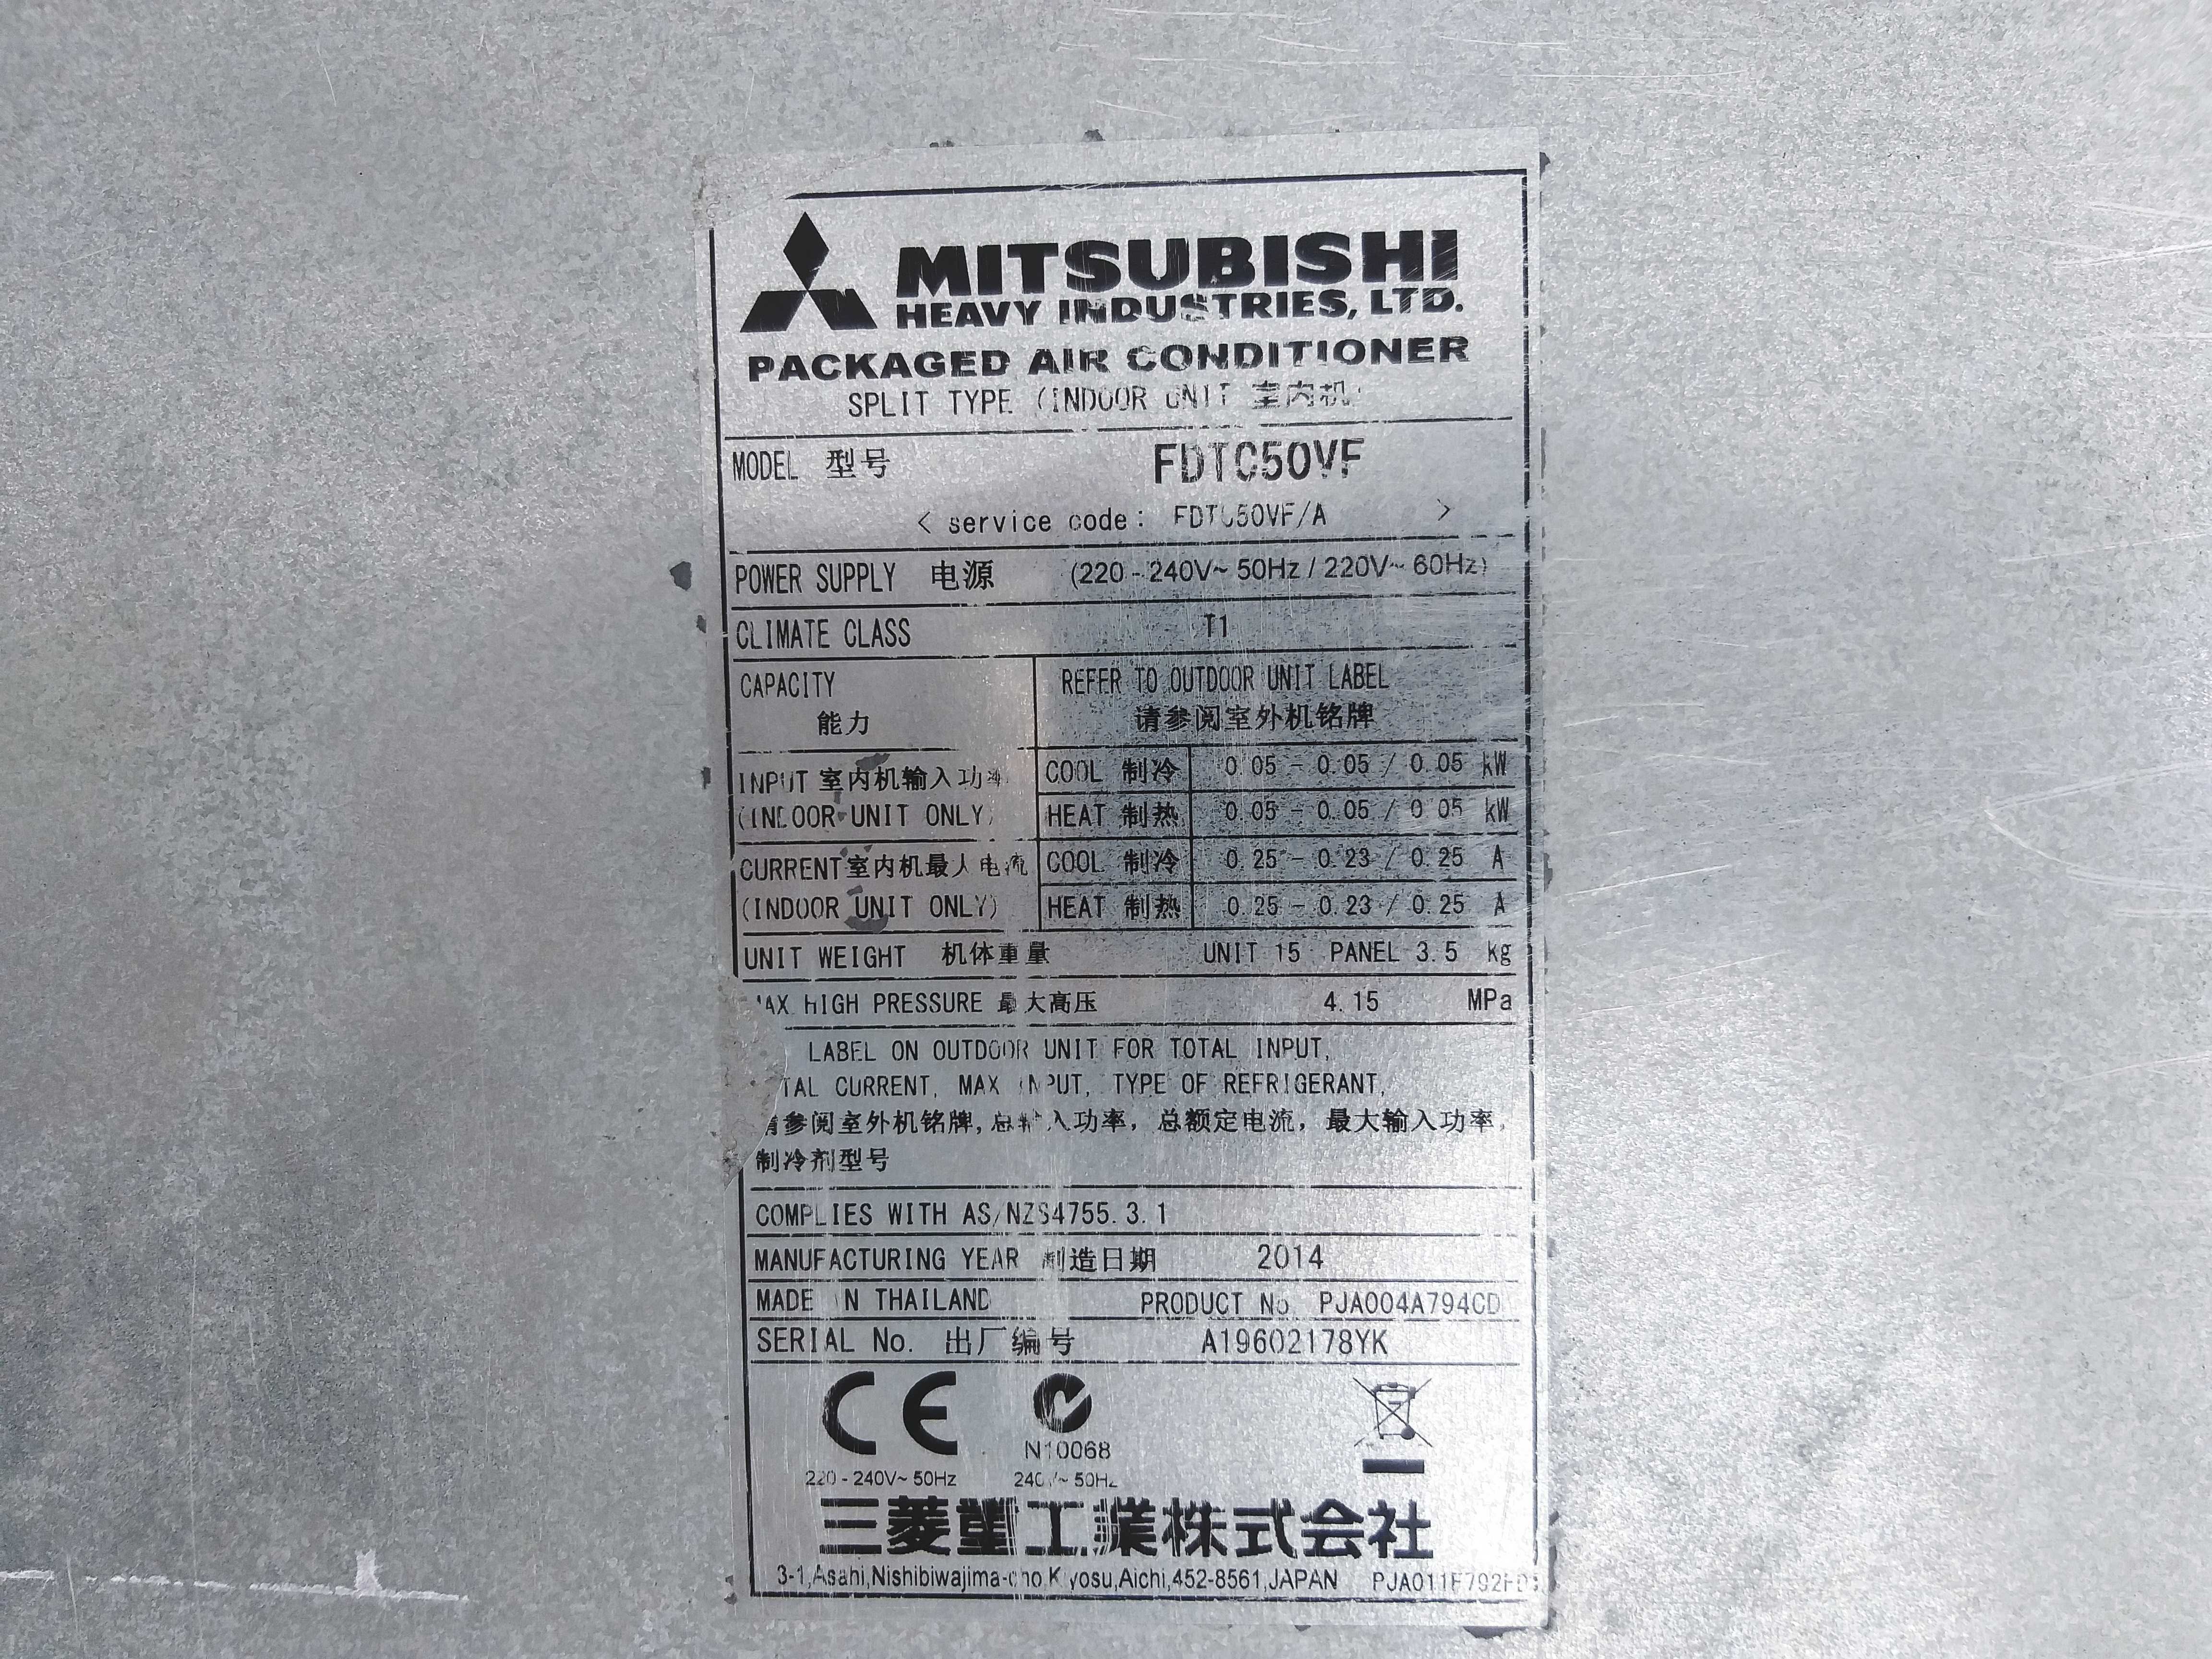 MITSUBISHI
HEAVY INDUSTRIES, LTD.
PACKAGED AIR CONDITIONER
SPLIT TYPE (INDOOR UNIT 室内机)
MODEL 型号 FDTC50VF
< service code: FDTC50VF/A >
POWER SUPPLY 电源 (220 - 240V~ 50Hz / 220V~ 60Hz)
CLIMATE CLASS T1
CAPACITY REFER TO OUTDOOR UNIT LABEL
能力 请参阅室外机铭牌
INPUT 室内机输入功率 COOL 制冷 0.05 - 0.05 / 0.05 kW
(INDOOR UNIT ONLY) HEAT 制热 0.05 - 0.05 / 0.05 kW
CURRENT 室内机最大电流 COOL 制冷 0.25 - 0.23 / 0.25 A
(INDOOR UNIT ONLY) HEAT 制热 0.25 - 0.23 / 0.25 A
UNIT WEIGHT 机体重量 UNIT 15 PANEL 3.5 kg
MAX. HIGH PRESSURE 最大高压 4.15 MPa
LABEL ON OUTDOOR UNIT FOR TOTAL INPUT,
TAL CURRENT, MAX INPUT, TYPE OF REFRIGERANT,
请参阅室外机铭牌, 总输入功率, 总额定电流, 最大输入功率,
制冷剂型号
COMPLIES WITH AS/NZS4755.3.1
MANUFACTURING YEAR 制造日期 2014
MADE IN THAILAND PRODUCT No. PJA004A794CD
SERIAL No. 出厂编号 A19602178YK
CE
N10068
220 - 240V~ 50Hz 240V~ 50Hz
三菱重工業株式会社
3-1,Asahi,Nishibiwajima-cho,Kiyosu,Aichi,452-8561,JAPAN